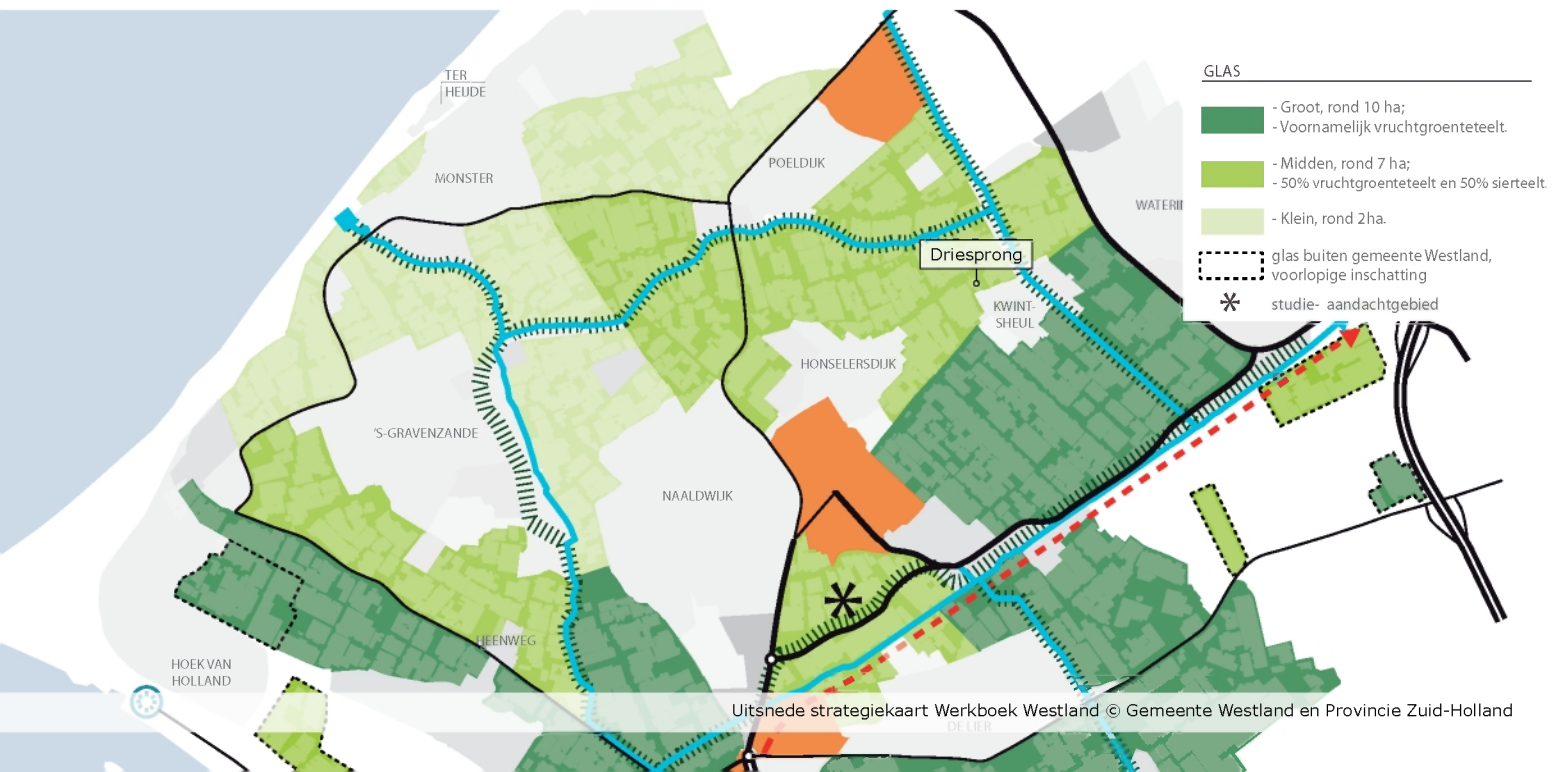 TER
HEIJDE
MONSTER
POELDIJK
Driesprong
KWINT-
SHEUL
HONSELERSDIJK
'S-GRAVENZANDE
NAALDWIJK
HEENWEG
HOEK VAN
HOLLAND
DE LIER
GLAS
- Groot, rond 10 ha;
- Voornamelijk vruchtgroenteteelt.
- Midden, rond 7 ha;
- 50% vruchtgroenteteelt en 50% sierteelt.
- Klein, rond 2ha.
glas buiten gemeente Westland,
voorlopige inschatting
studie- aandachtgebied
Uitsnede strategiekaart Werkboek Westland © Gemeente Westland en Provincie Zuid-Holland